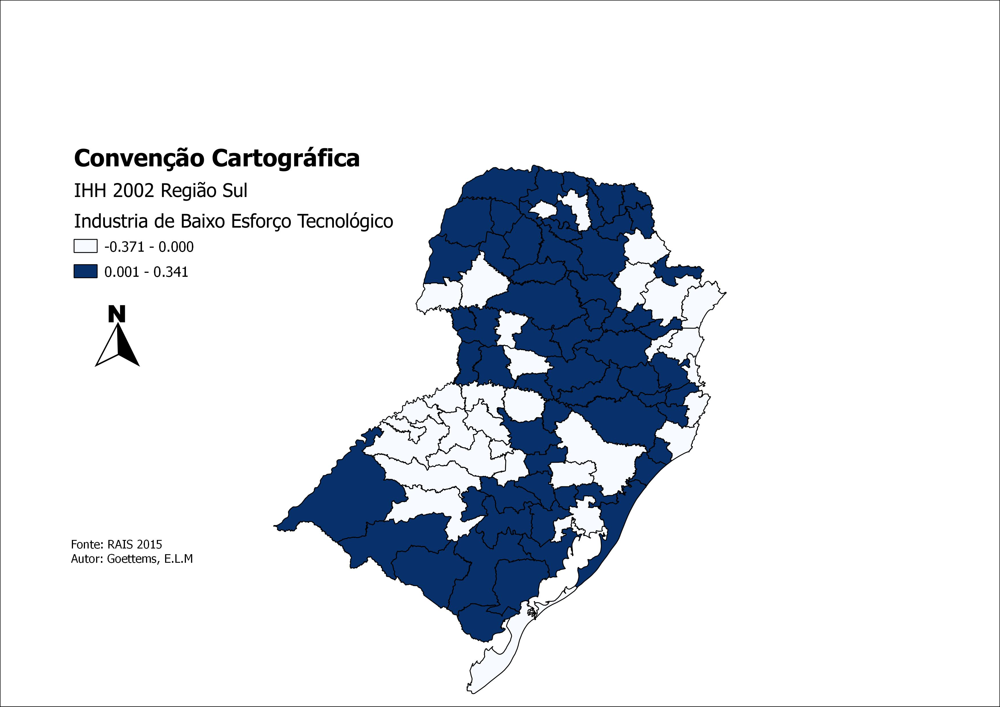 Convenção Cartográfica
IHH 2002 Região Sul
Industria de Baixo Esforço Tecnológico
-0.371 - 0.000
0.001 - 0.341
N
Fonte: RAIS 2015
Autor: Goettems, E.L.M